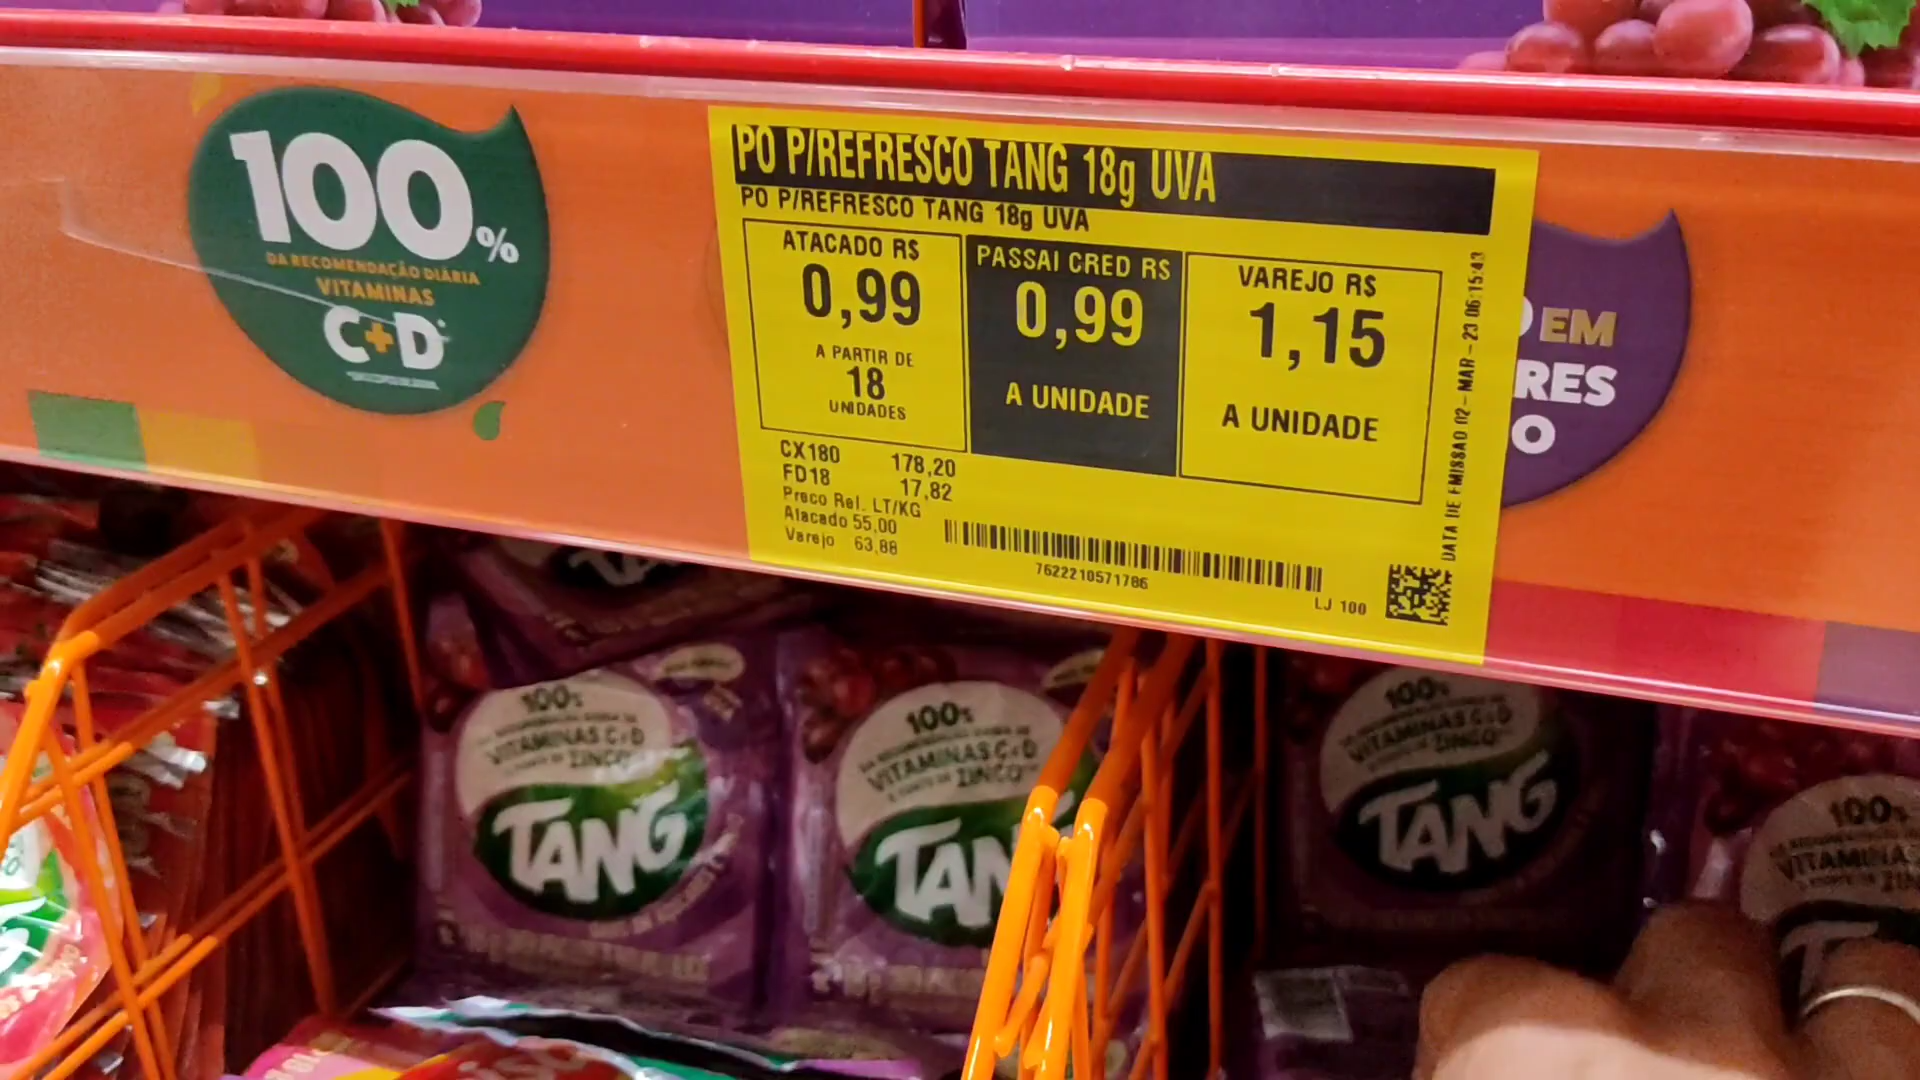 100%
DA RECOMENDAÇÃO DIÁRIA
VITAMINAS
C+D
PO P/REFRESCO TANG 18g UVA
PO P/REFRESCO TANG 18g UVA
ATACADO R$
0,99
A PARTIR DE
18
UNIDADES
PASSAI CRED R$
0,99
A UNIDADE
VAREJO R$
1,15
A UNIDADE
CX180 178,20
FD18 17,82
Preco Rel. LT/KG
Atacado 55,00
Varejo 63,88
7622210571786
LJ 100
DATA DE EMISSAO 02-MAR-23 06:15:43
EM
RES
O
100%
VITAMINAS C+D
ZINCO
TANG
100%
VITAMINAS C+D
ZINCO
TAN
100%
VITAMINAS C+D
ZINCO
TANG
100%
VITAMINAS